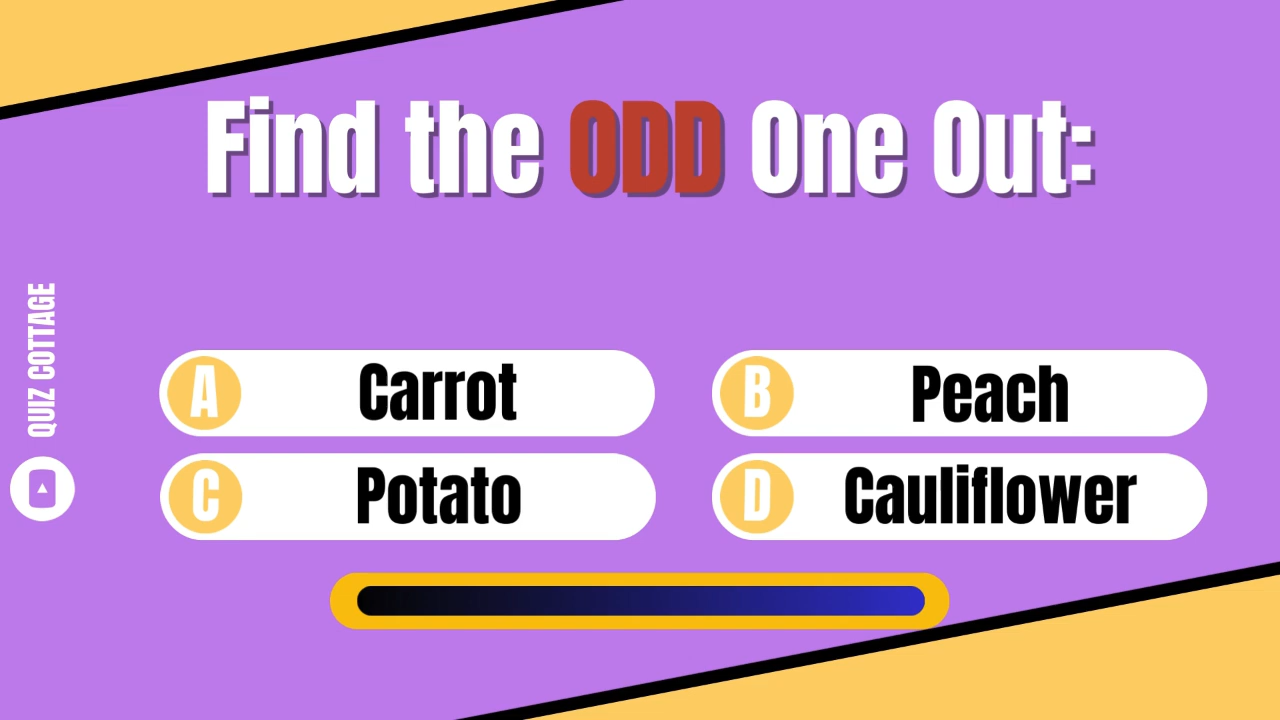 Find the ODD One Out:
QUIZ COTTAGE
A Carrot
B Peach
C Potato
D Cauliflower